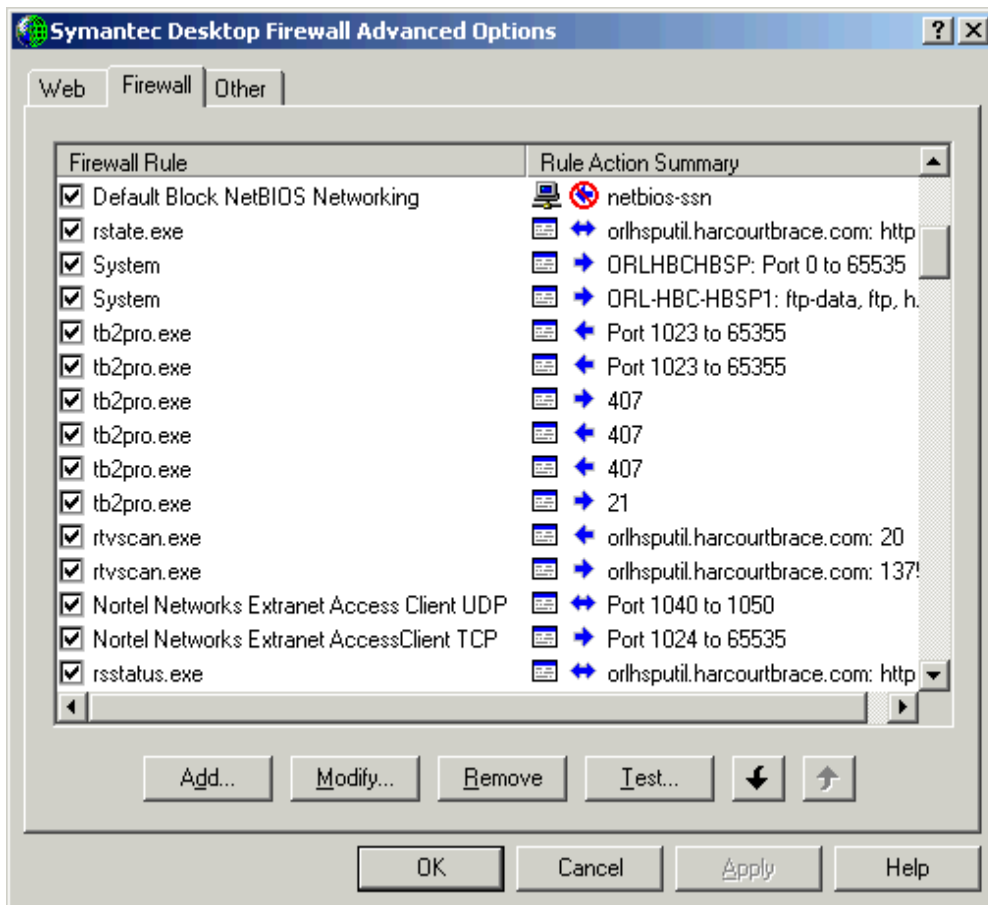 Symantec Desktop Firewall Advanced Options
Web Firewall Other
Firewall Rule Rule Action Summary
Default Block NetBIOS Networking netbios-ssn
rstate.exe orlhsputil.harcourtbrace.com: http
System ORLHBCHBSP: Port 0 to 65535
System ORL-HBC-HBSP1: ftp-data, ftp, h.
tb2pro.exe Port 1023 to 65355
tb2pro.exe Port 1023 to 65355
tb2pro.exe 407
tb2pro.exe 407
tb2pro.exe 407
tb2pro.exe 21
rtvscan.exe orlhsputil.harcourtbrace.com: 20
rtvscan.exe orlhsputil.harcourtbrace.com:
Nortel Networks Extranet Access Client UDP Port 1040 to 1050
Nortel Networks Extranet AccessClient TCP Port 1024 to 65535
rsstatus.exe orlhsputil.harcourtbrace.com: http
Add... Modify... Remove Test...
OK Cancel Apply Help